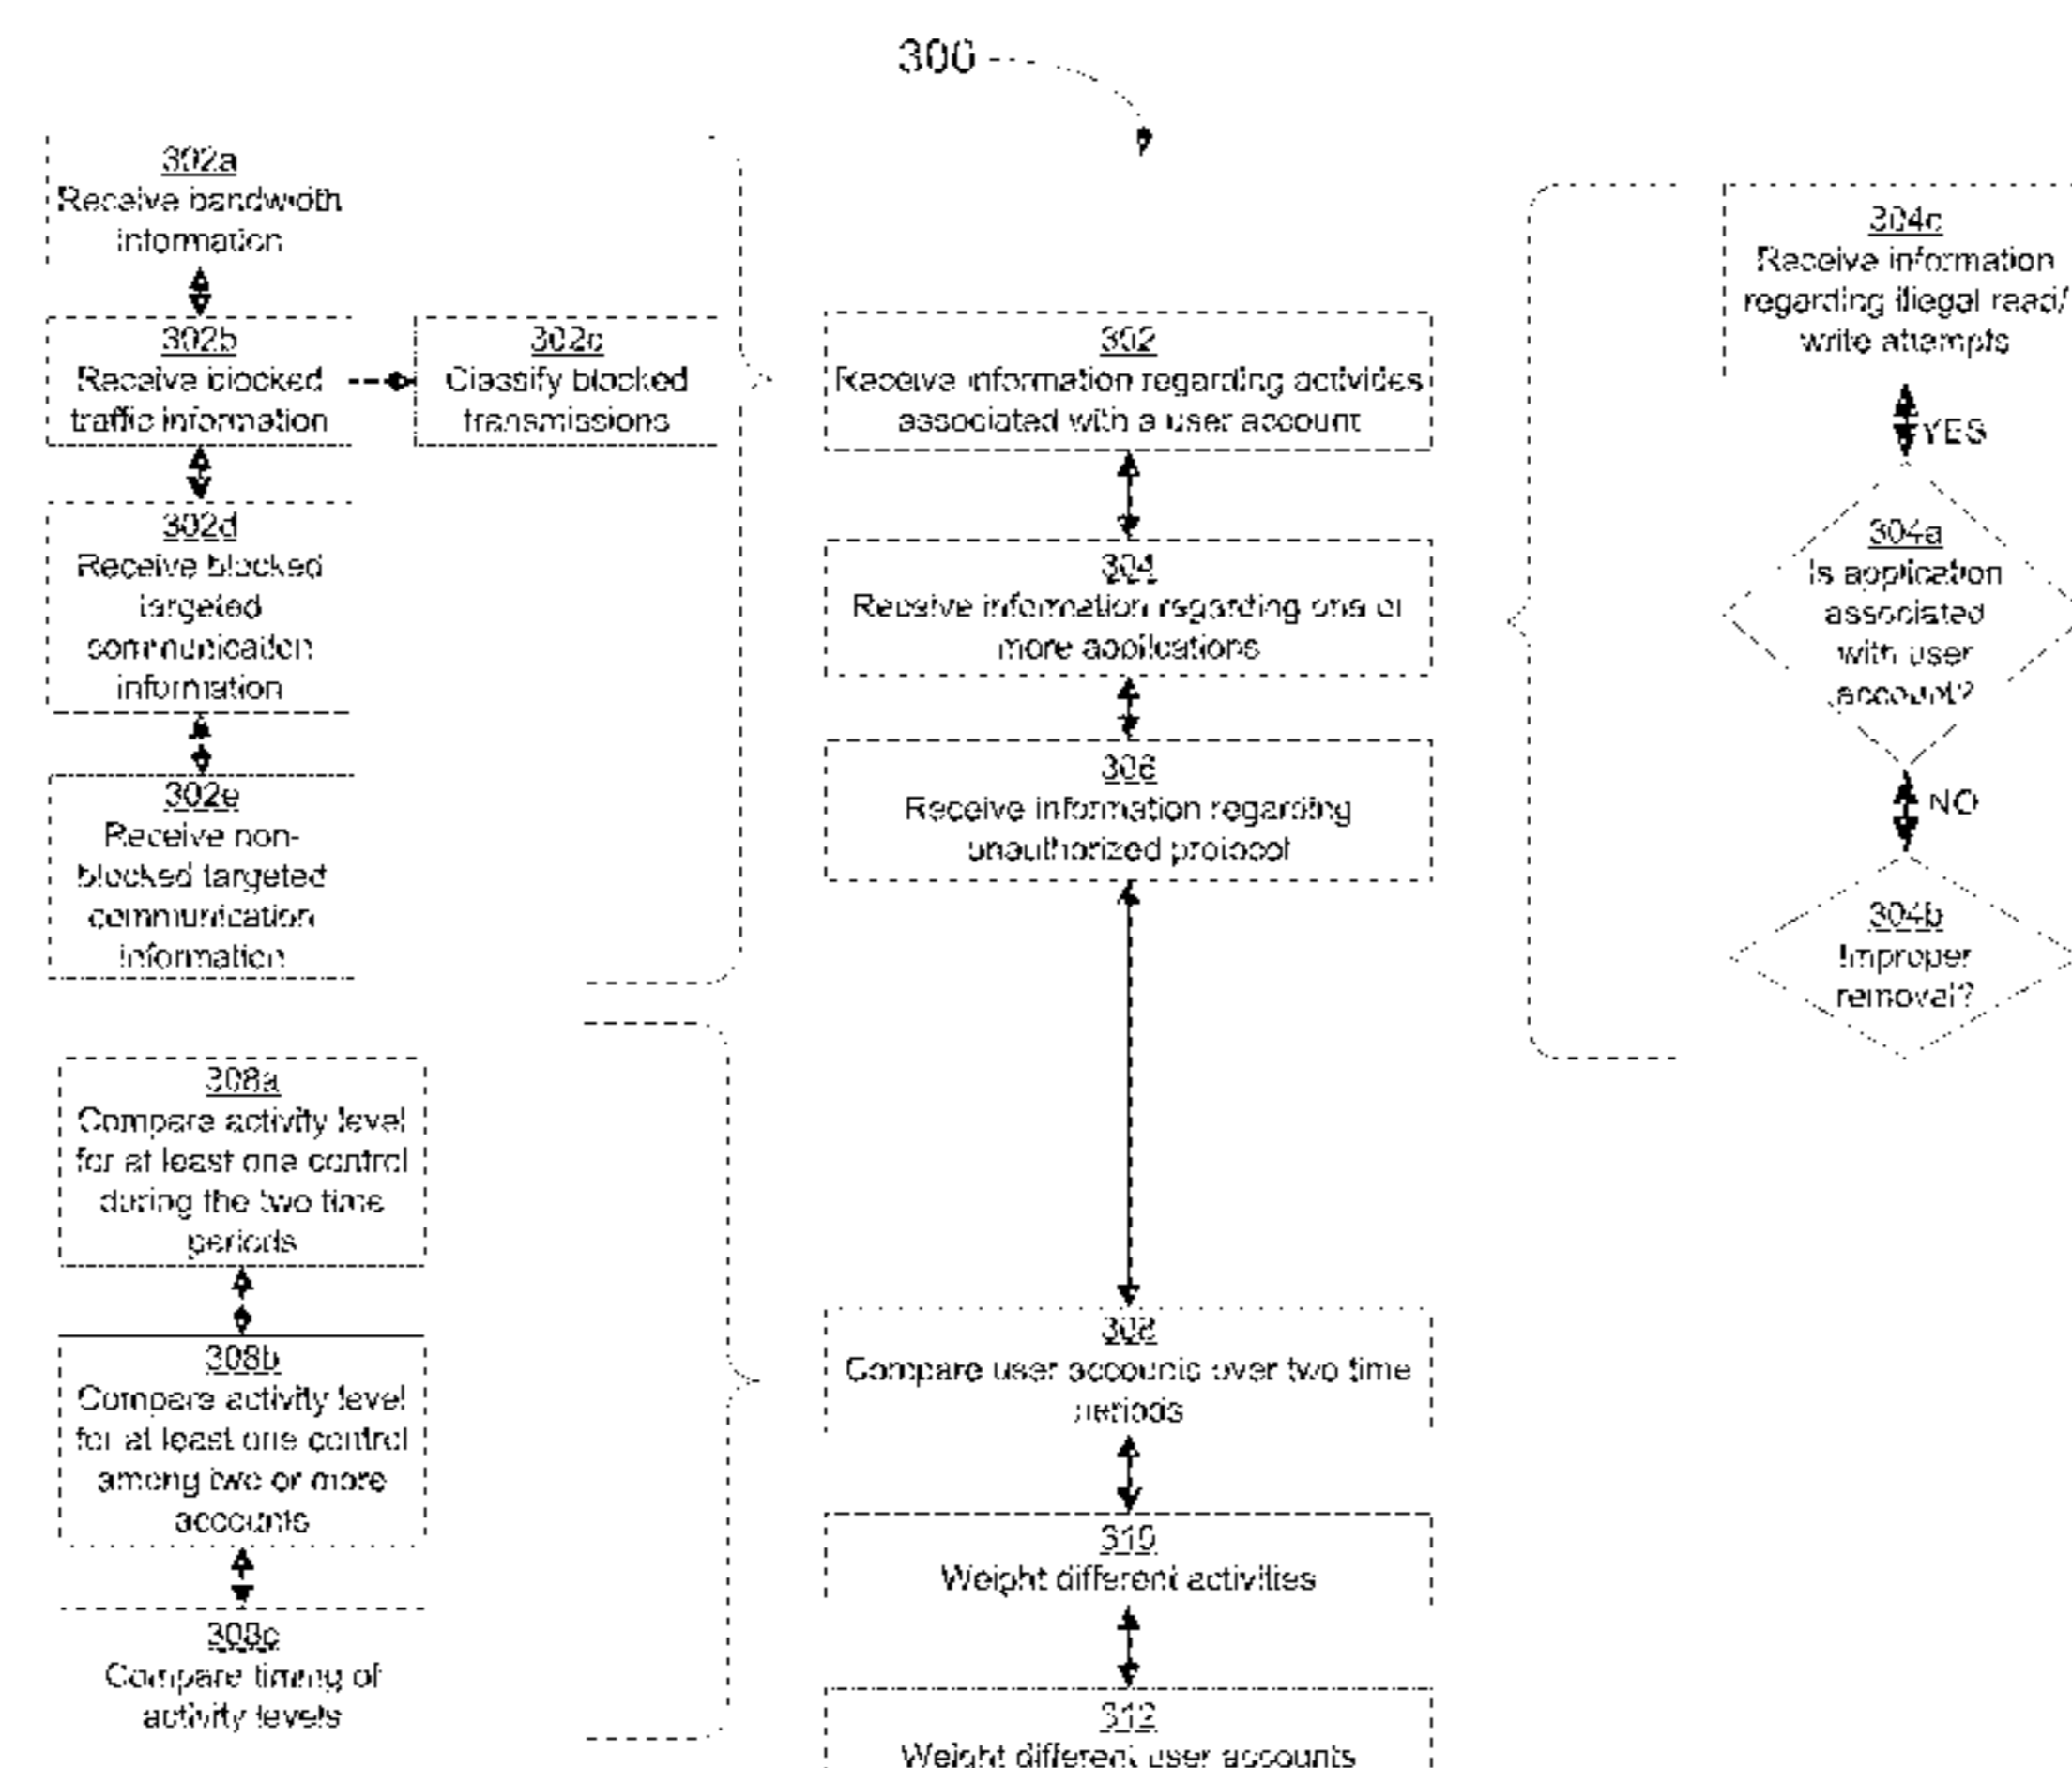 300
302a
Receive bandwidth
information
302b
Receive blocked
traffic information
302c
Classify blocked
transmissions
302d
Receive blocked
targeted
communication
information
302e
Receive non-
blocked targeted
communication
information
308a
Compare activity level
for at least one control
during the two time
periods
308b
Compare activity level
for at least one control
among two or more
accounts
308c
Compare timing of
activity levels
302
Receive information regarding activities
associated with a user account
304
Receive information regarding one or
more applications
306
Receive information regarding
unauthorized protocol
308
Compare user accounts over two time
periods
310
Weight different activities
312
Weight different user accounts
304c
Receive information
regarding illegal read/
write attempts
YES
304a
Is application
associated
with user
account?
NO
304b
Improper
removal?